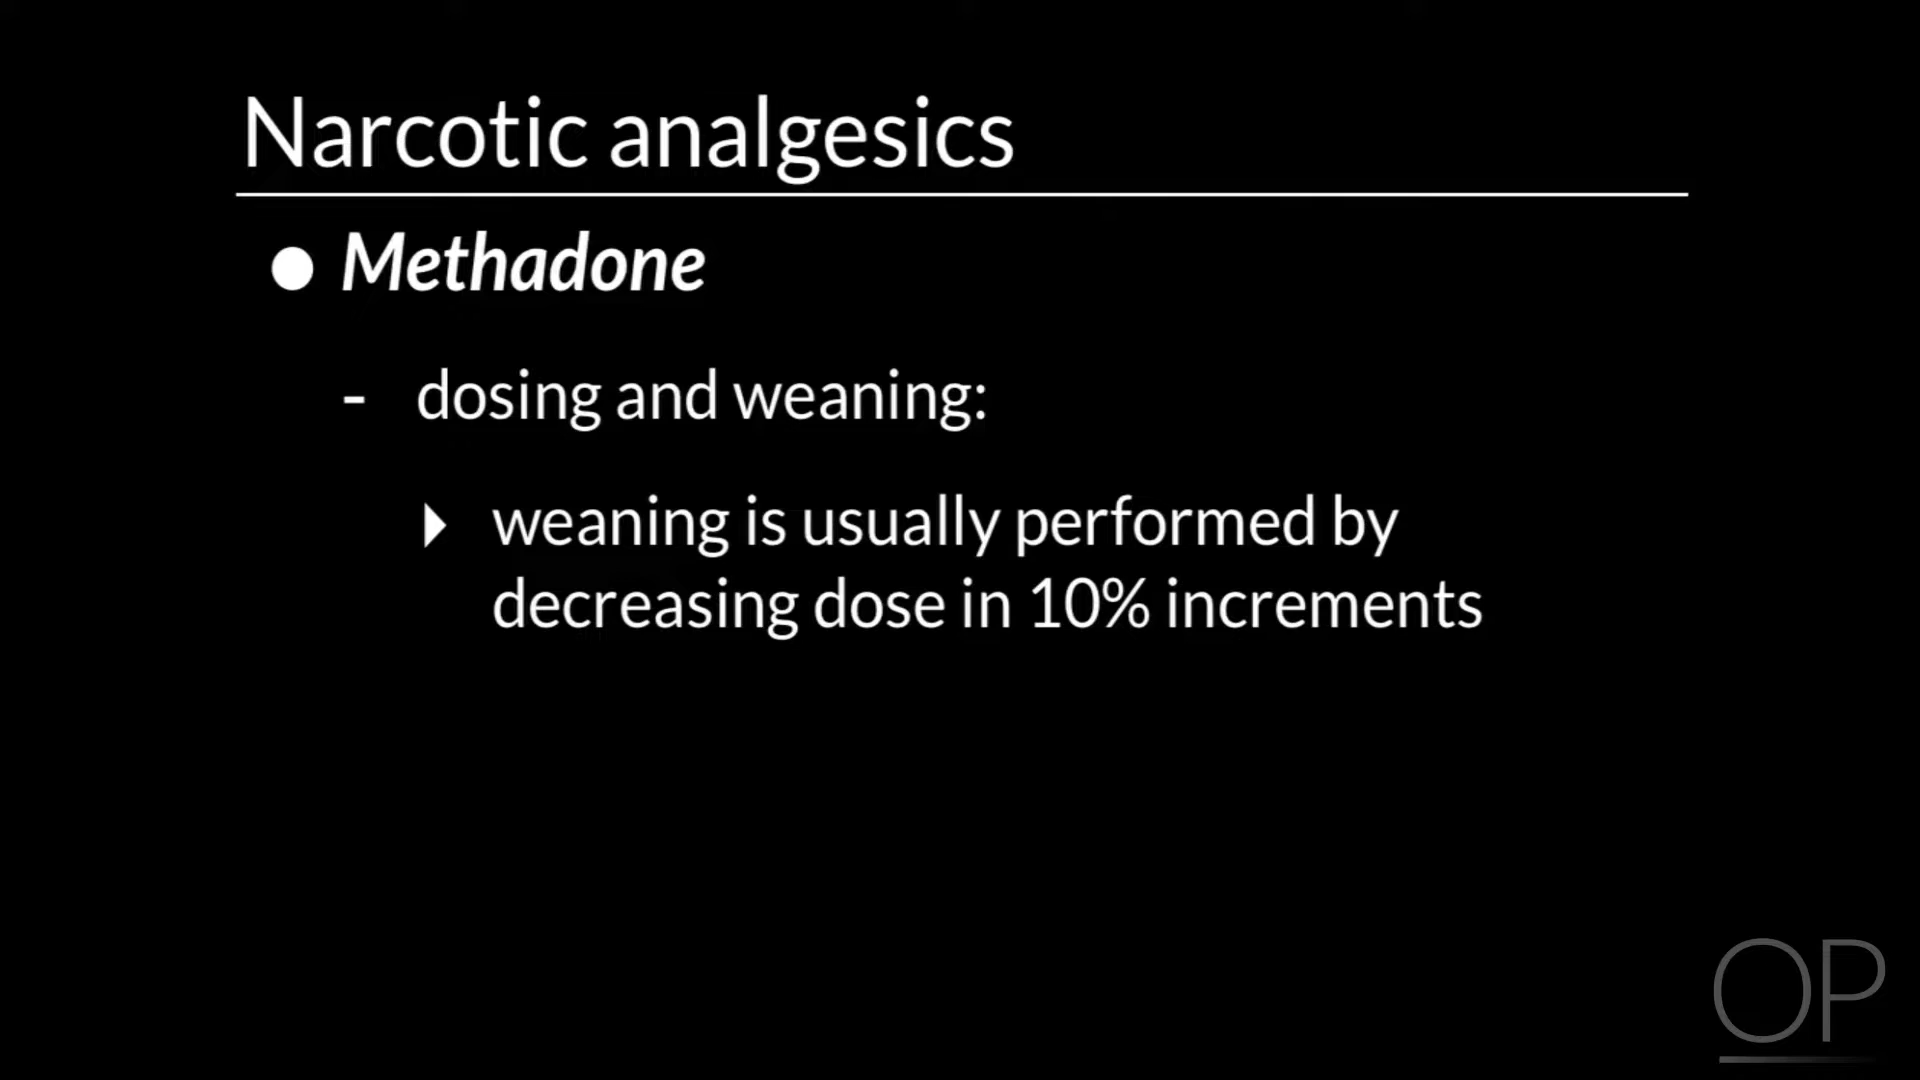 Narcotic analgesics
● Methadone
- dosing and weaning:
▶ weaning is usually performed by
decreasing dose in 10% increments
OP